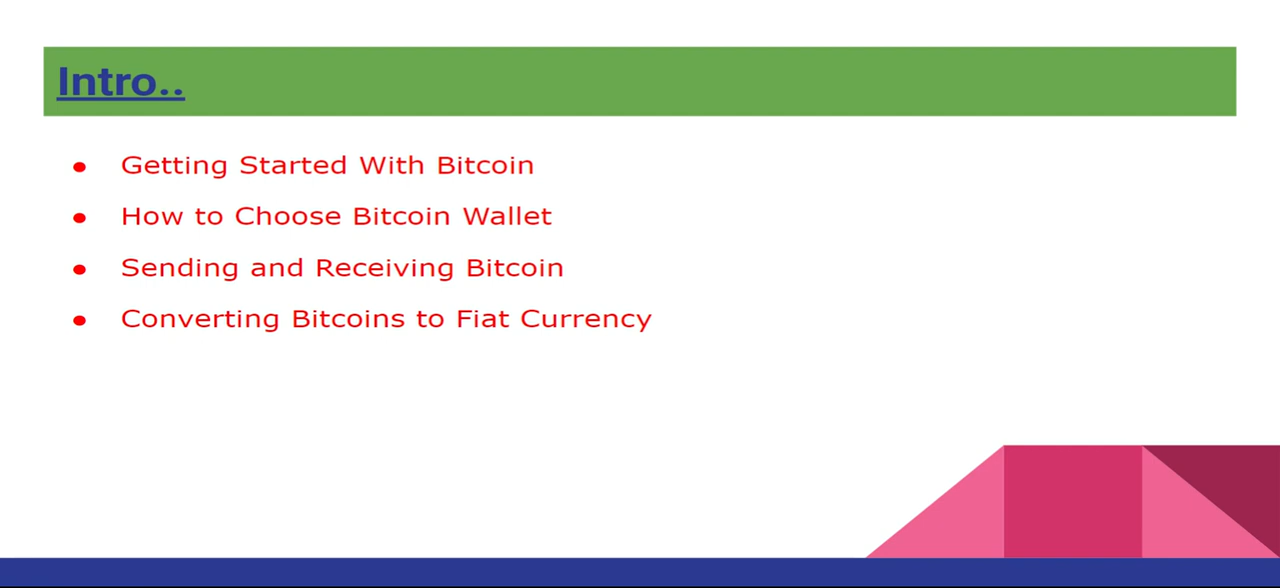 Intro..
● Getting Started With Bitcoin
● How to Choose Bitcoin Wallet
● Sending and Receiving Bitcoin
● Converting Bitcoins to Fiat Currency